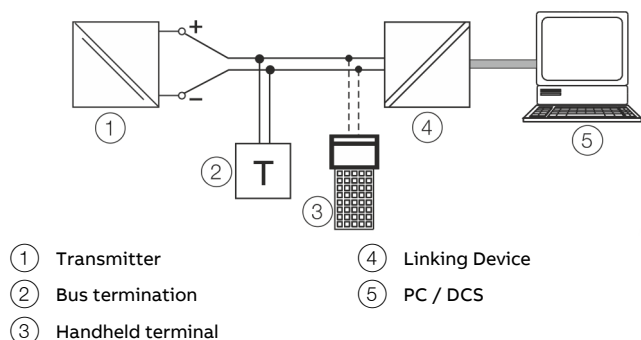 +
−
1
T
2
3
4
5
1 Transmitter
2 Bus termination
3 Handheld terminal
4 Linking Device
5 PC / DCS